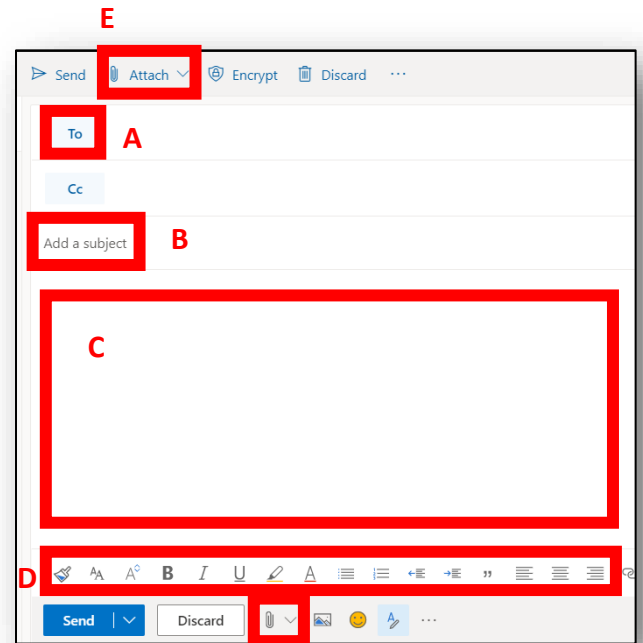 E
Send Attach Encrypt Discard ...
To A
Cc
Add a subject B
C
D B I U A
Send Discard ...